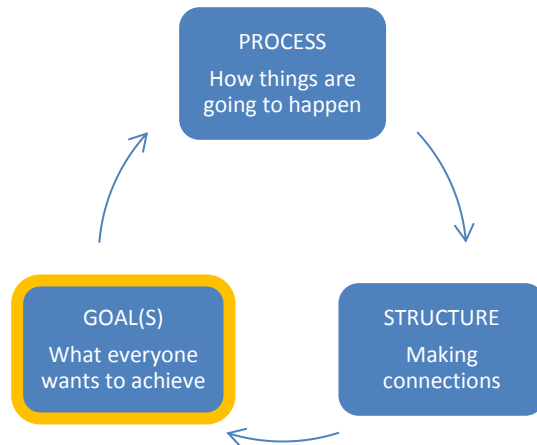 PROCESS
How things are
going to happen
GOAL(S)
What everyone
wants to achieve
STRUCTURE
Making
connections